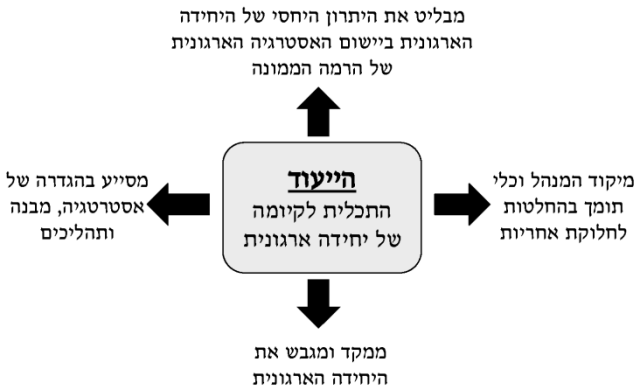 מבליט את היתרון היחסי של היחידה
הארגונית ביישום האסטרגיה הארגונית
של הרמה הממונה
מיקוד המנהל וכלי
תומך בהחלטות
לחלוקת אחריות
הייעוד
התכלית לקיומה
של יחידה ארגונית
מסייע בהגדרה של
אסטרטגיה, מבנה
ותהליכים
ממקד ומגבש את
היחידה הארגונית